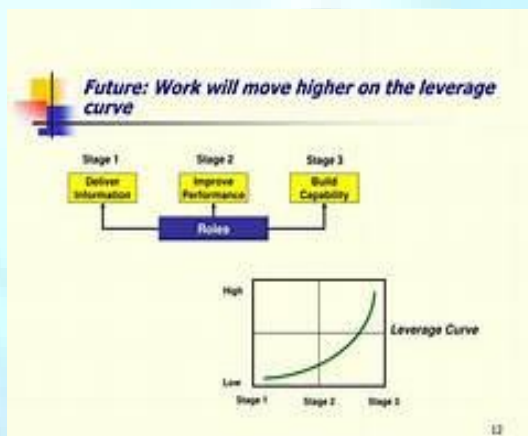 Future: Work will move higher on the leverage
curve
Stage 1
Stage 2
Stage 3
Deliver
Information
Improve
Performance
Build
Capability
Roles
High
Leverage Curve
Low
Stage 1
Stage 2
Stage 3
12